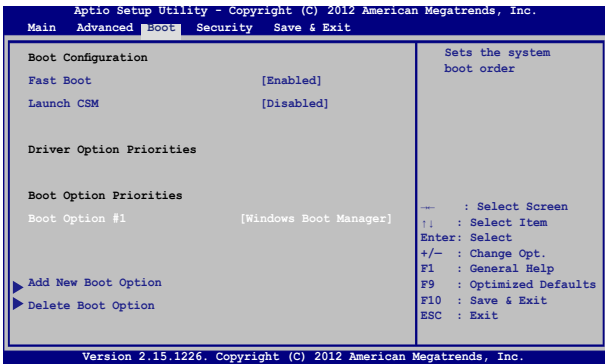 Aptio Setup Utility - Copyright (C) 2012 American Megatrends, Inc.
Main Advanced Boot Security Save & Exit
Boot Configuration
Fast Boot [Enabled]
Launch CSM [Disabled]
Driver Option Priorities
Boot Option Priorities
Boot Option #1 [Windows Boot Manager]
Add New Boot Option
Delete Boot Option
Sets the system
boot order
→← : Select Screen
↑↓ : Select Item
Enter: Select
+/— : Change Opt.
F1 : General Help
F9 : Optimized Defaults
F10 : Save & Exit
ESC : Exit
Version 2.15.1226. Copyright (C) 2012 American Megatrends, Inc.